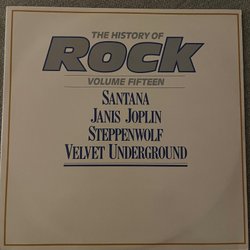 THE HISTORY OF
Rock
VOLUME FIFTEEN
SANTANA
JANIS JOPLIN
STEPPENWOLF
VELVET UNDERGROUND